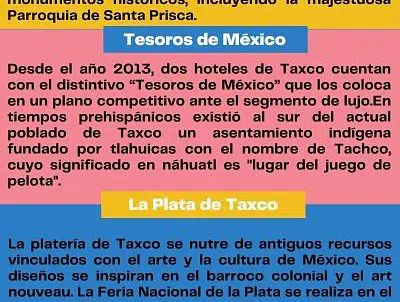 monumentos históricos, incluyendo la majestuosa
Parroquia de Santa Prisca.
Tesoros de México
Desde el año 2013, dos hoteles de Taxco cuentan
con el distintivo “Tesoros de México” que los coloca
en un plano competitivo ante el segmento de lujo.En
tiempos prehispánicos existió al sur del actual
poblado de Taxco un asentamiento indígena
fundado por tlahuicas con el nombre de Tachco,
cuyo significado en náhuatl es "lugar del juego de
pelota".
La Plata de Taxco
La platería de Taxco se nutre de antiguos recursos
vinculados con el arte y la cultura de México. Sus
diseños se inspiran en el barroco colonial y el art
nouveau. La Feria Nacional de la Plata se realiza en el